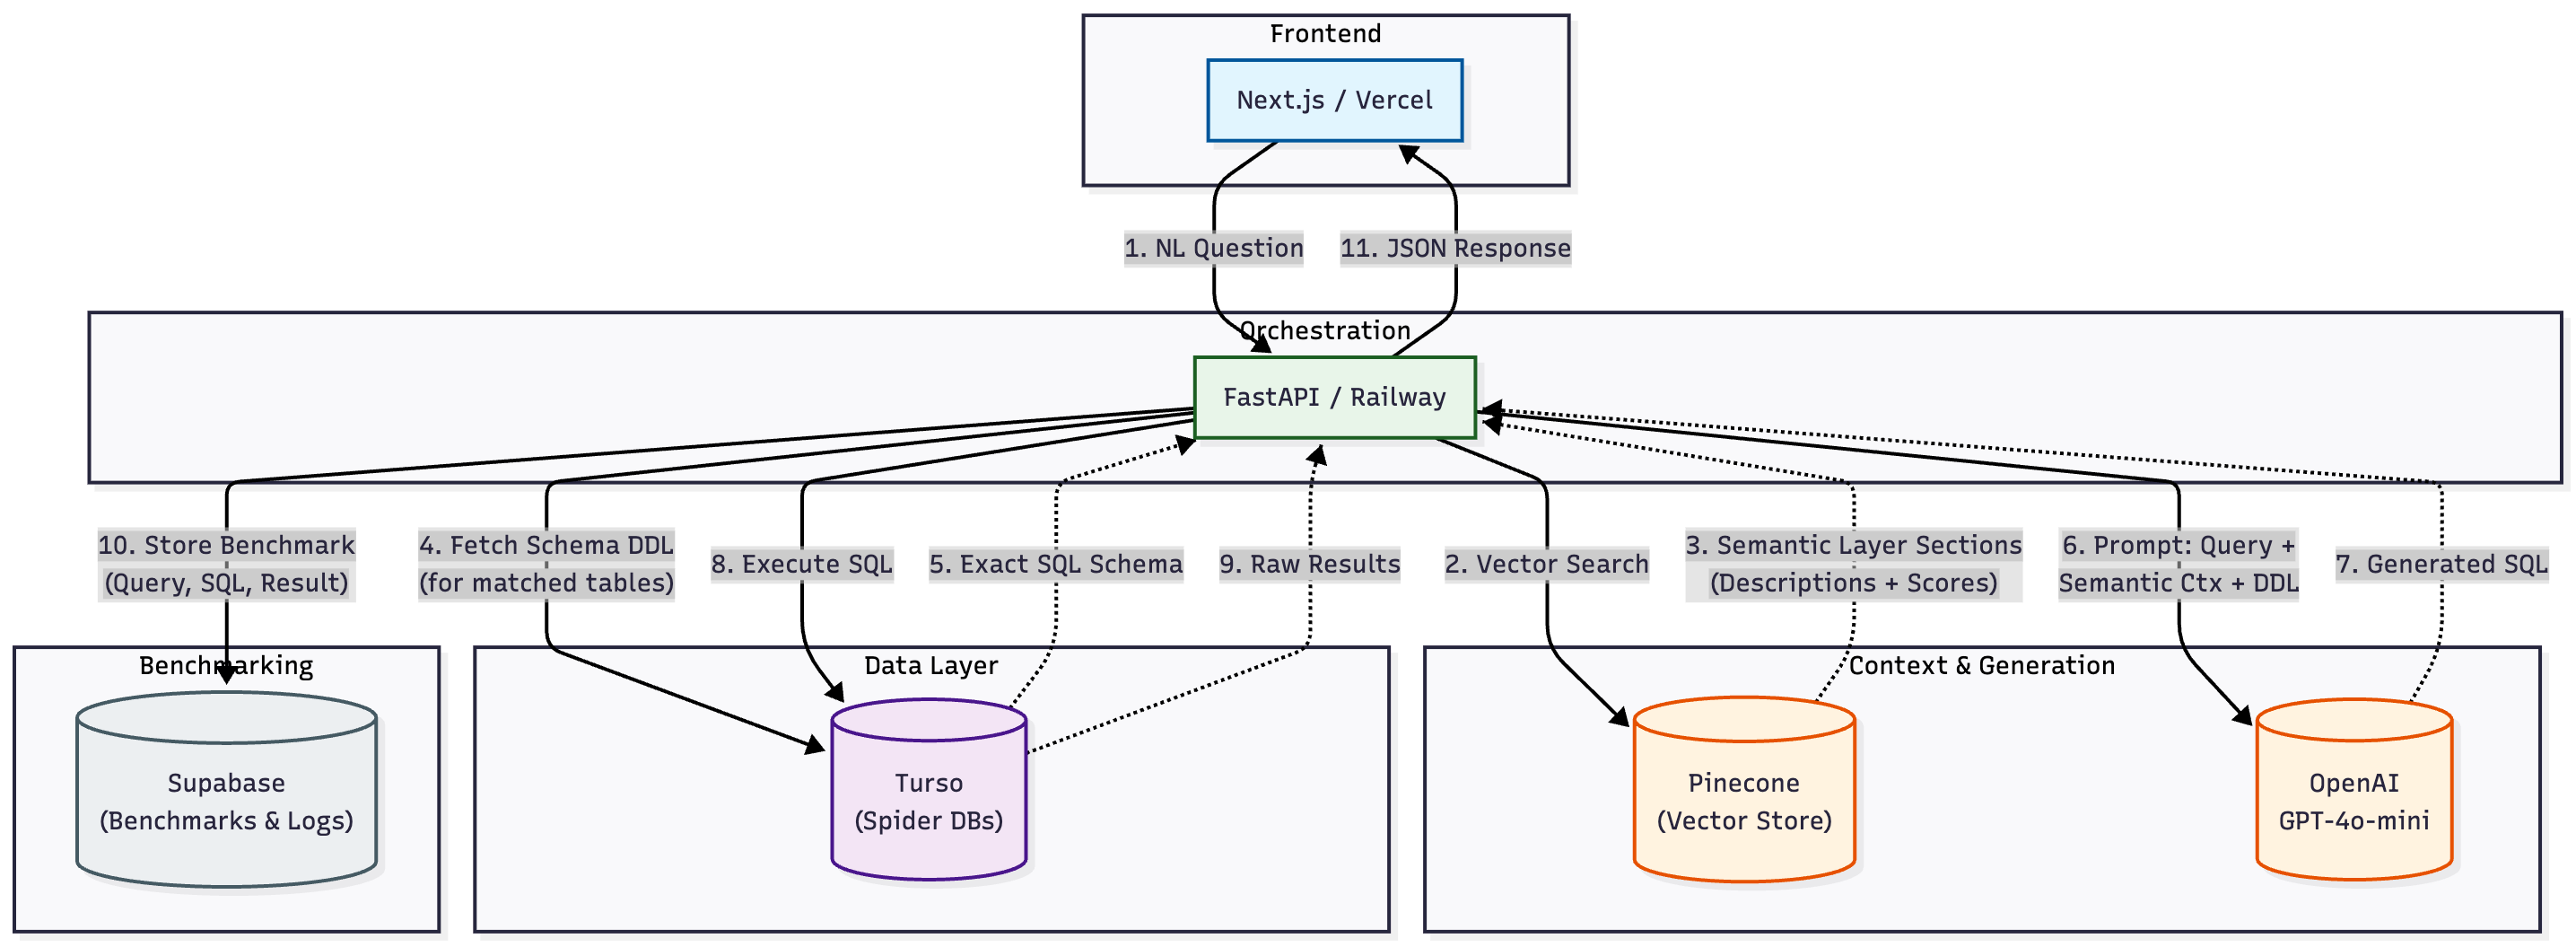 Frontend
Next.js / Vercel
1. NL Question
11. JSON Response
Orchestration
FastAPI / Railway
10. Store Benchmark
(Query, SQL, Result)
4. Fetch Schema DDL
(for matched tables)
8. Execute SQL
5. Exact SQL Schema
9. Raw Results
2. Vector Search
3. Semantic Layer Sections
(Descriptions + Scores)
6. Prompt: Query +
Semantic Ctx + DDL
7. Generated SQL
Benchmarking
Supabase
(Benchmarks & Logs)
Data Layer
Turso
(Spider DBs)
Context & Generation
Pinecone
(Vector Store)
OpenAI
GPT-4o-mini